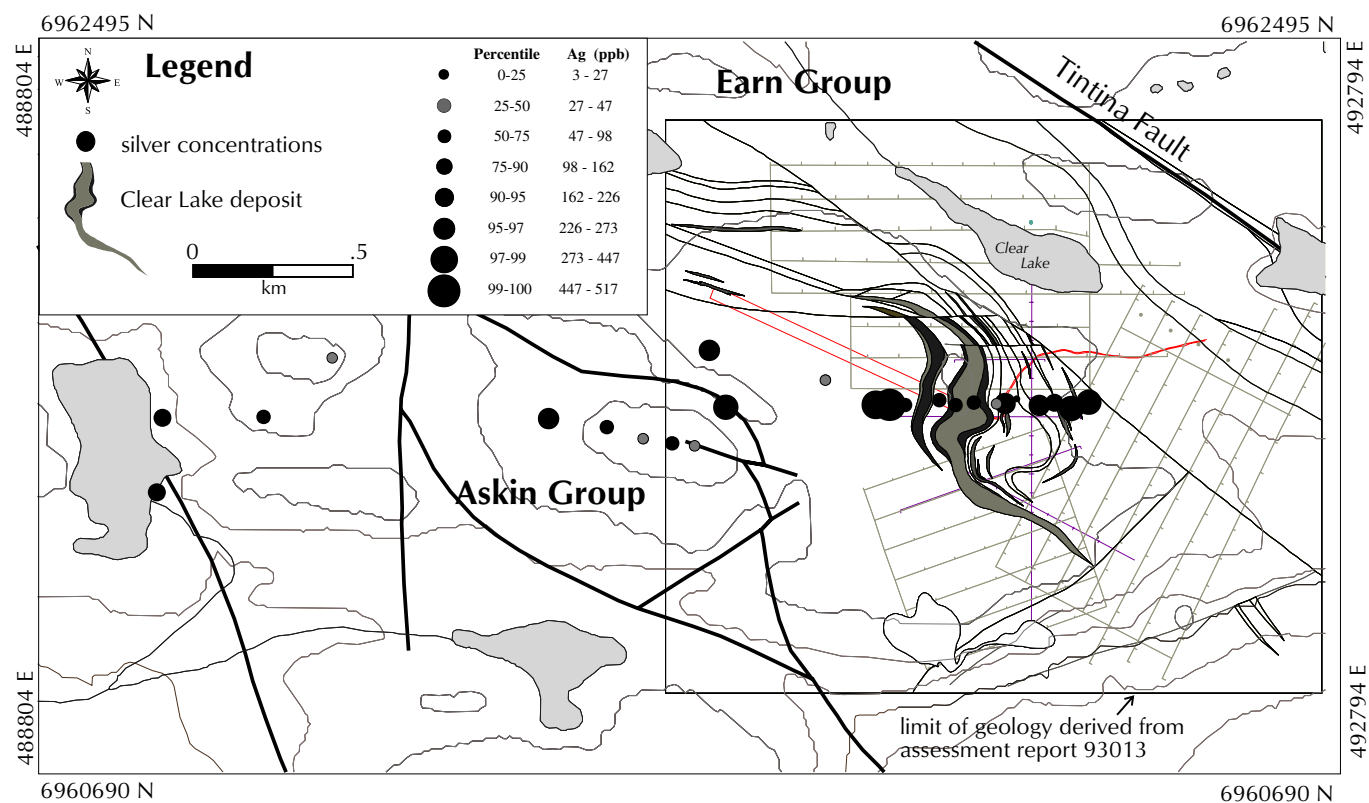 6962495 N
6962495 N
488804 E
492794 E
Legend
N
W
E
S
silver concentrations
Clear Lake deposit
0
.5
km
Percentile Ag (ppb)
0-25 3 - 27
25-50 27 - 47
50-75 47 - 98
75-90 98 - 162
90-95 162 - 226
95-97 226 - 273
97-99 273 - 447
99-100 447 - 517
Earn Group
Tintina Fault
Clear
Lake
Askin Group
limit of geology derived from
assessment report 93013
488804 E
492794 E
6960690 N
6960690 N